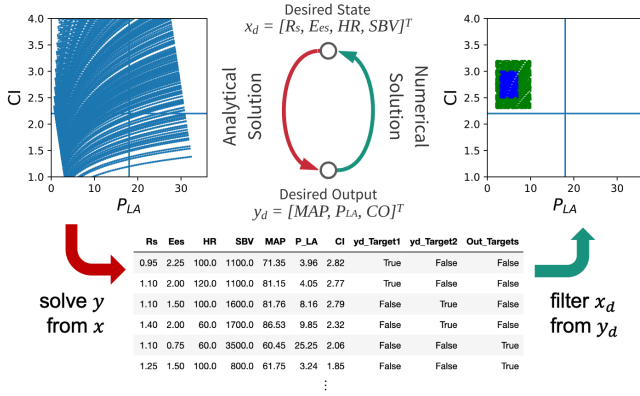 4.0
3.5
3.0
2.5
2.0
1.5
1.0
CI
0
10
20
30
P_LA
Desired State
x_d = [R_s, E_es, HR, SBV]^T
Analytical
Solution
Numerical
Solution
Desired Output
y_d = [MAP, P_LA, CO]^T
4.0
3.5
3.0
2.5
2.0
1.5
1.0
CI
0
10
20
30
P_LA
solve y
from x
Rs Ees HR SBV MAP P_LA CI yd_Target1 yd_Target2 Out_Targets
0.95 2.25 100.0 1100.0 71.35 3.96 2.82 True False False
1.10 2.00 120.0 1100.0 81.15 4.05 2.77 True False False
1.10 1.50 100.0 1600.0 81.76 8.16 2.79 False True False
1.40 2.00 60.0 1700.0 86.53 9.85 2.32 False True False
1.10 0.75 60.0 3500.0 60.45 25.25 2.06 False False True
1.25 1.50 100.0 800.0 61.75 3.24 1.85 False False True
⋮
filter x_d
from y_d